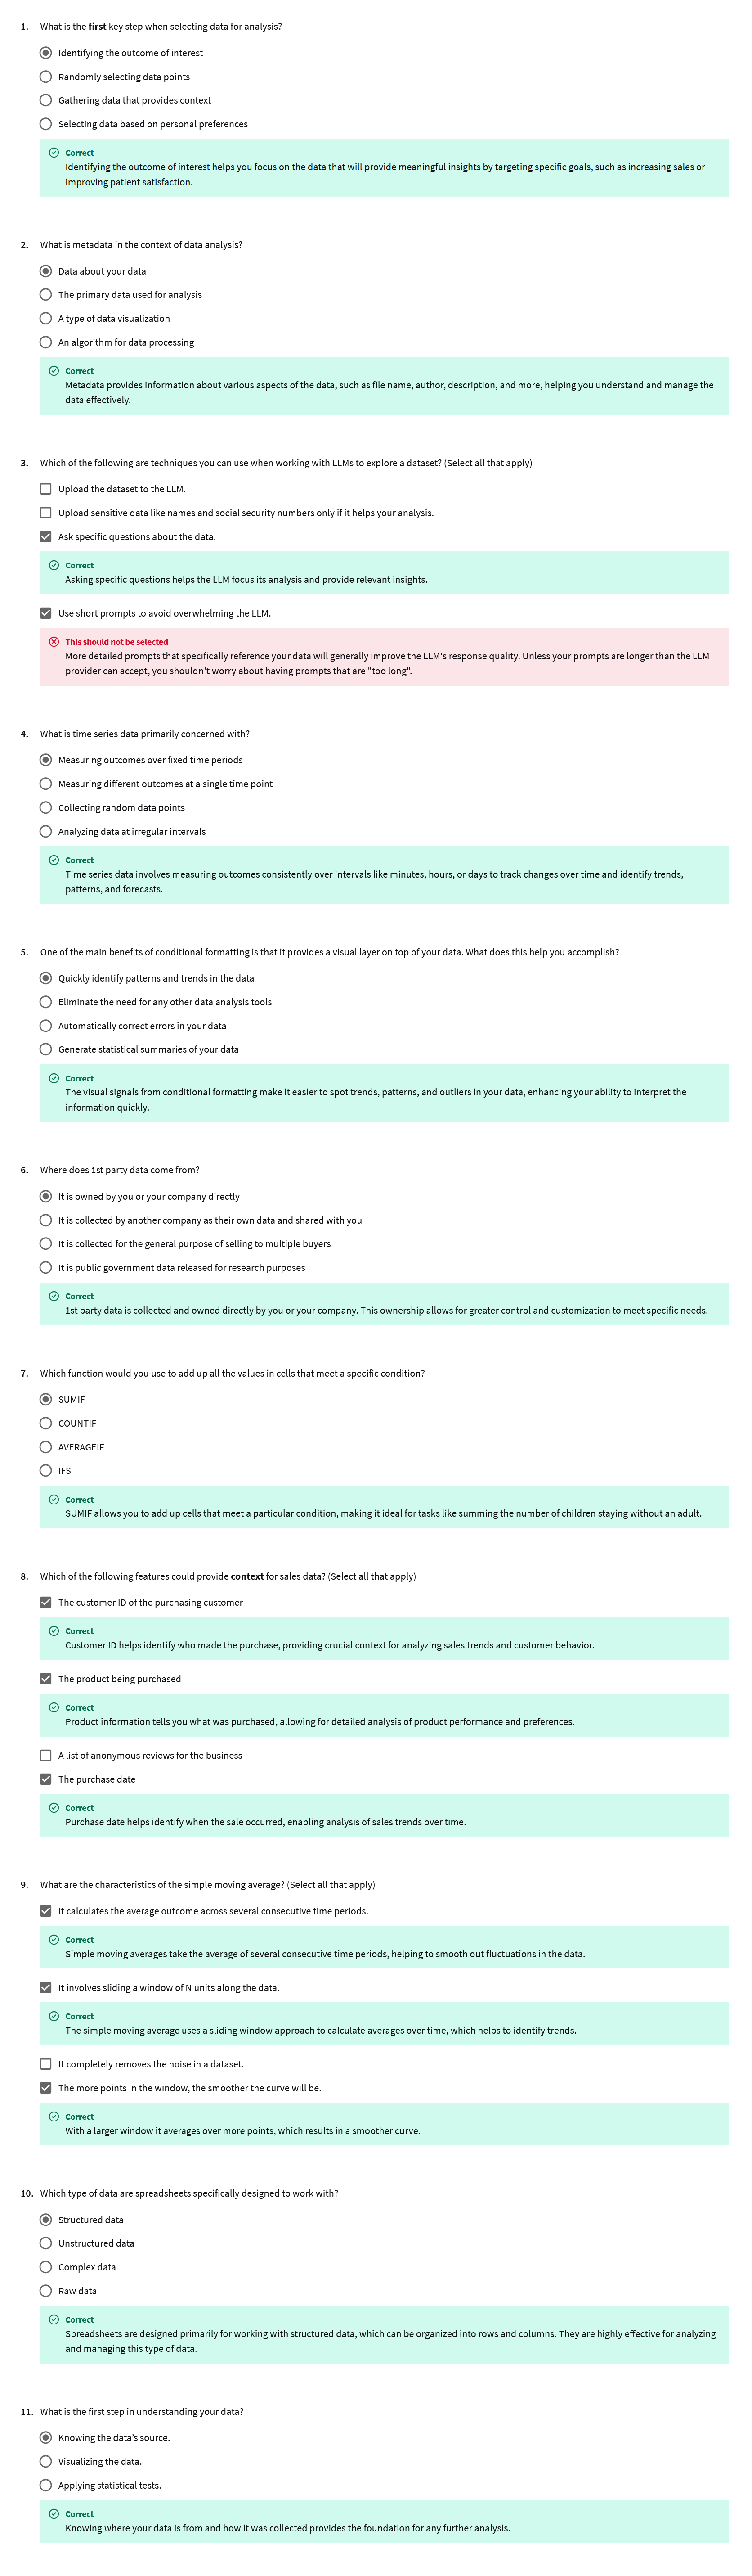 1. What is the first key step when selecting data for analysis?
Identifying the outcome of interest
Randomly selecting data points
Gathering data that provides context
Selecting data based on personal preferences
Correct
Identifying the outcome of interest helps you focus on the data that will provide meaningful insights by targeting specific goals, such as increasing sales or
improving patient satisfaction.
2. What is metadata in the context of data analysis?
Data about your data
The primary data used for analysis
A type of data visualization
An algorithm for data processing
Correct
Metadata provides information about various aspects of the data, such as file name, author, description, and more, helping you understand and manage the
data effectively.
3. Which of the following are techniques you can use when working with LLMs to explore a dataset? (Select all that apply)
Upload the dataset to the LLM.
Upload sensitive data like names and social security numbers only if it helps your analysis.
Ask specific questions about the data.
Correct
Asking specific questions helps the LLM focus its analysis and provide relevant insights.
Use short prompts to avoid overwhelming the LLM.
This should not be selected
More detailed prompts that specifically reference your data will generally improve the LLM's response quality. Unless your prompts are longer than the LLM
provider can accept, you shouldn't worry about having prompts that are "too long".
4. What is time series data primarily concerned with?
Measuring outcomes over fixed time periods
Measuring different outcomes at a single time point
Collecting random data points
Analyzing data at irregular intervals
Correct
Time series data involves measuring outcomes consistently over intervals like minutes, hours, or days to track changes over time and identify trends,
patterns, and forecasts.
5. One of the main benefits of conditional formatting is that it provides a visual layer on top of your data. What does this help you accomplish?
Quickly identify patterns and trends in the data
Eliminate the need for any other data analysis tools
Automatically correct errors in your data
Generate statistical summaries of your data
Correct
The visual signals from conditional formatting make it easier to spot trends, patterns, and outliers in your data, enhancing your ability to interpret the
information quickly.
6. Where does 1st party data come from?
It is owned by you or your company directly
It is collected by another company as their own data and shared with you
It is collected for the general purpose of selling to multiple buyers
It is public government data released for research purposes
Correct
1st party data is collected and owned directly by you or your company. This ownership allows for greater control and customization to meet specific needs.
7. Which function would you use to add up all the values in cells that meet a specific condition?
SUMIF
COUNTIF
AVERAGEIF
IFS
Correct
SUMIF allows you to add up cells that meet a particular condition, making it ideal for tasks like summing the number of children staying without an adult.
8. Which of the following features could provide context for sales data? (Select all that apply)
The customer ID of the purchasing customer
Correct
Customer ID helps identify who made the purchase, providing crucial context for analyzing sales trends and customer behavior.
The product being purchased
Correct
Product information tells you what was purchased, allowing for detailed analysis of product performance and preferences.
A list of anonymous reviews for the business
The purchase date
Correct
Purchase date helps identify when the sale occurred, enabling analysis of sales trends over time.
9. What are the characteristics of the simple moving average? (Select all that apply)
It calculates the average outcome across several consecutive time periods.
Correct
Simple moving averages take the average of several consecutive time periods, helping to smooth out fluctuations in the data.
It involves sliding a window of N units along the data.
Correct
The simple moving average uses a sliding window approach to calculate averages over time, which helps to identify trends.
It completely removes the noise in a dataset.
The more points in the window, the smoother the curve will be.
Correct
With a larger window it averages over more points, which results in a smoother curve.
10. Which type of data are spreadsheets specifically designed to work with?
Structured data
Unstructured data
Complex data
Raw data
Correct
Spreadsheets are designed primarily for working with structured data, which can be organized into rows and columns. They are highly effective for analyzing
and managing this type of data.
11. What is the first step in understanding your data?
Knowing the data's source.
Visualizing the data.
Applying statistical tests.
Correct
Knowing where your data is from and how it was collected provides the foundation for any further analysis.